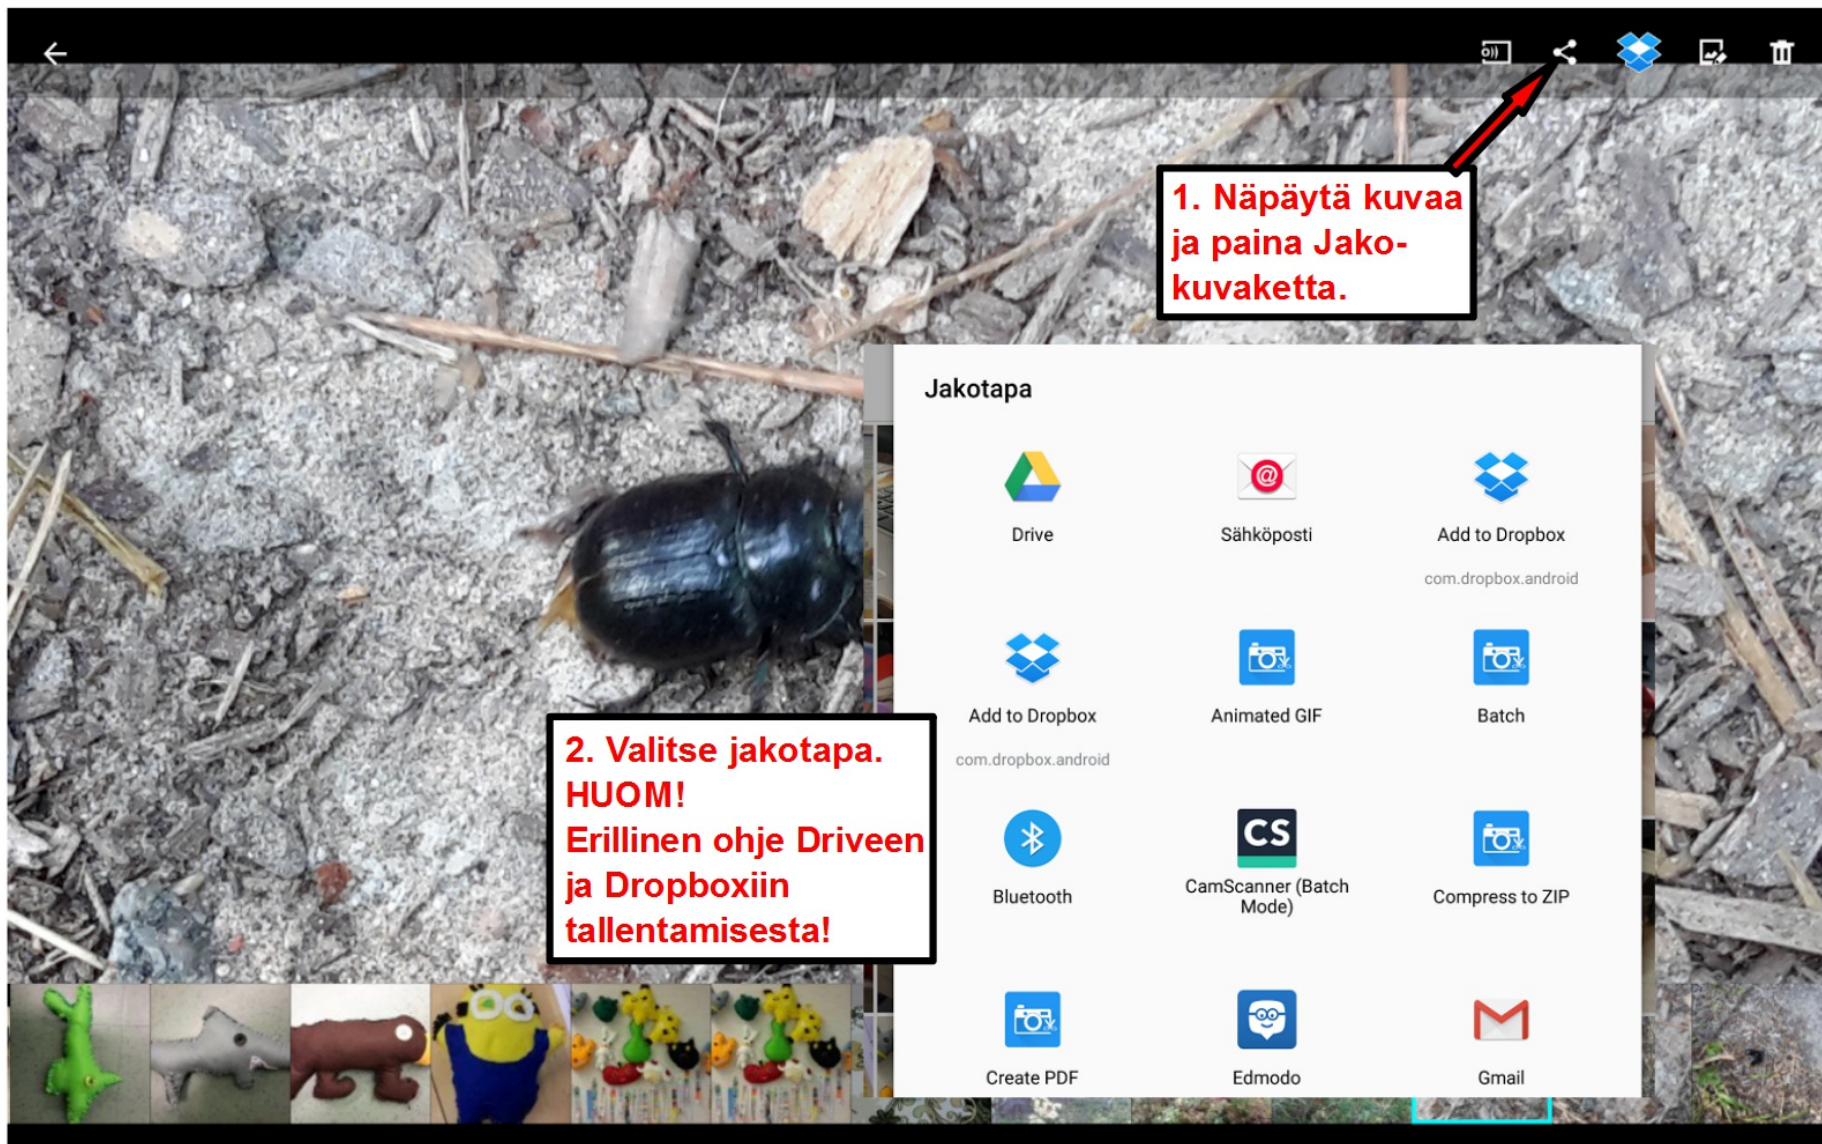 1. Näpäytä kuvaa
ja paina Jako-
kuvaketta.
Jakotapa
Drive
Sähköposti
Add to Dropbox
com.dropbox.android
Add to Dropbox
com.dropbox.android
Animated GIF
Batch
2. Valitse jakotapa.
HUOM!
Erillinen ohje Driveen
ja Dropboxiin
tallentamisesta!
Bluetooth
CS
CamScanner (Batch
Mode)
Compress to ZIP
Create PDF
Edmodo
Gmail